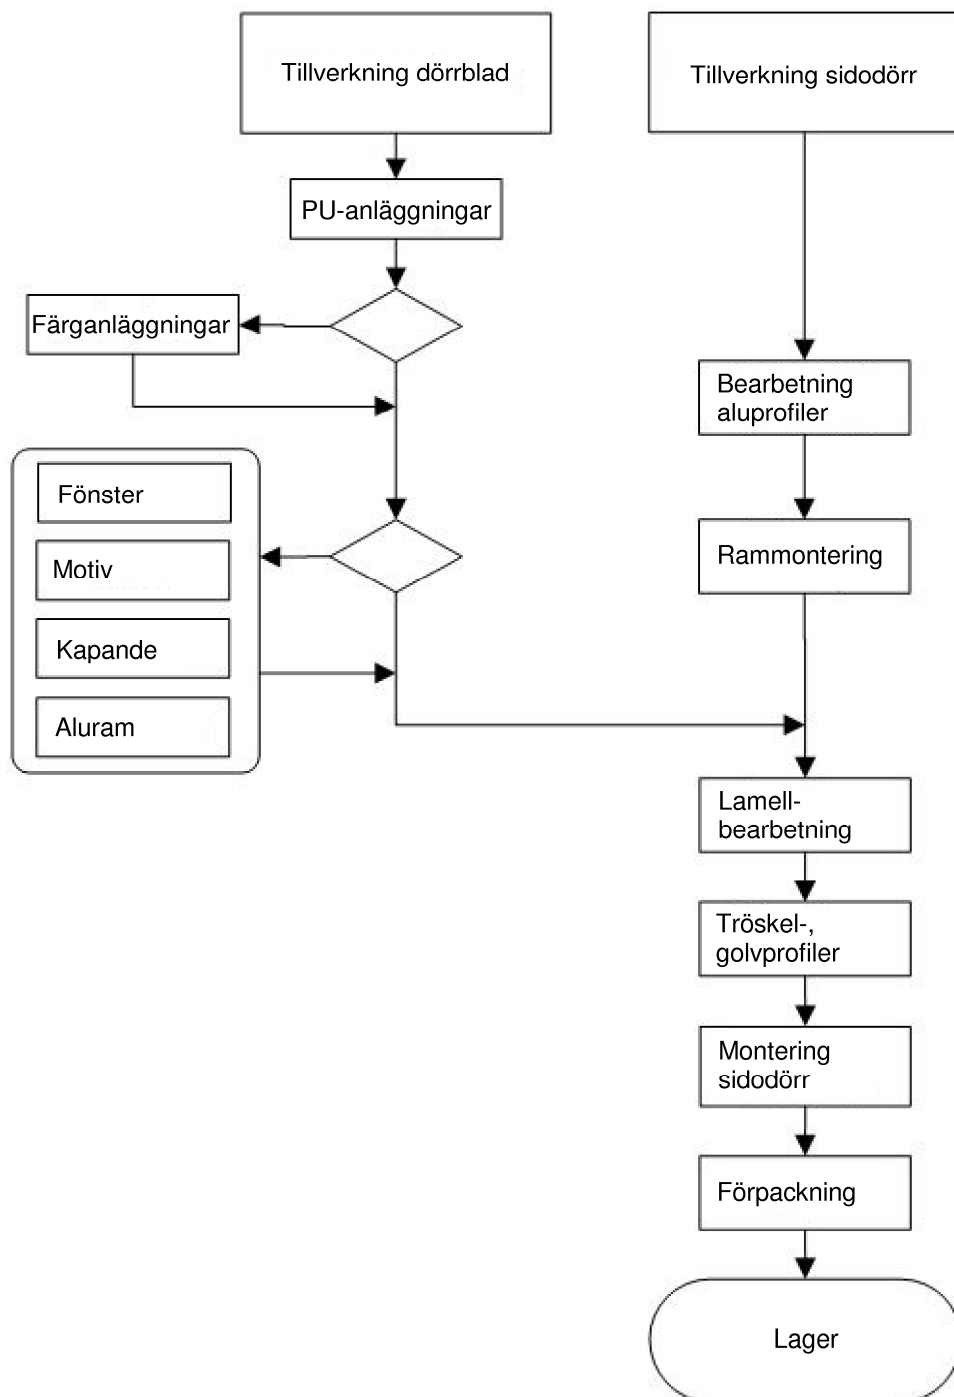 Tillverkning dörrblad
Tillverkning sidodörr
PU-anläggningar
Färganläggningar
Bearbetning
aluprofiler
Fönster
Motiv
Rammontering
Kapande
Aluram
Lamell-
bearbetning
Tröskel-,
golvprofiler
Montering
sidodörr
Förpackning
Lager